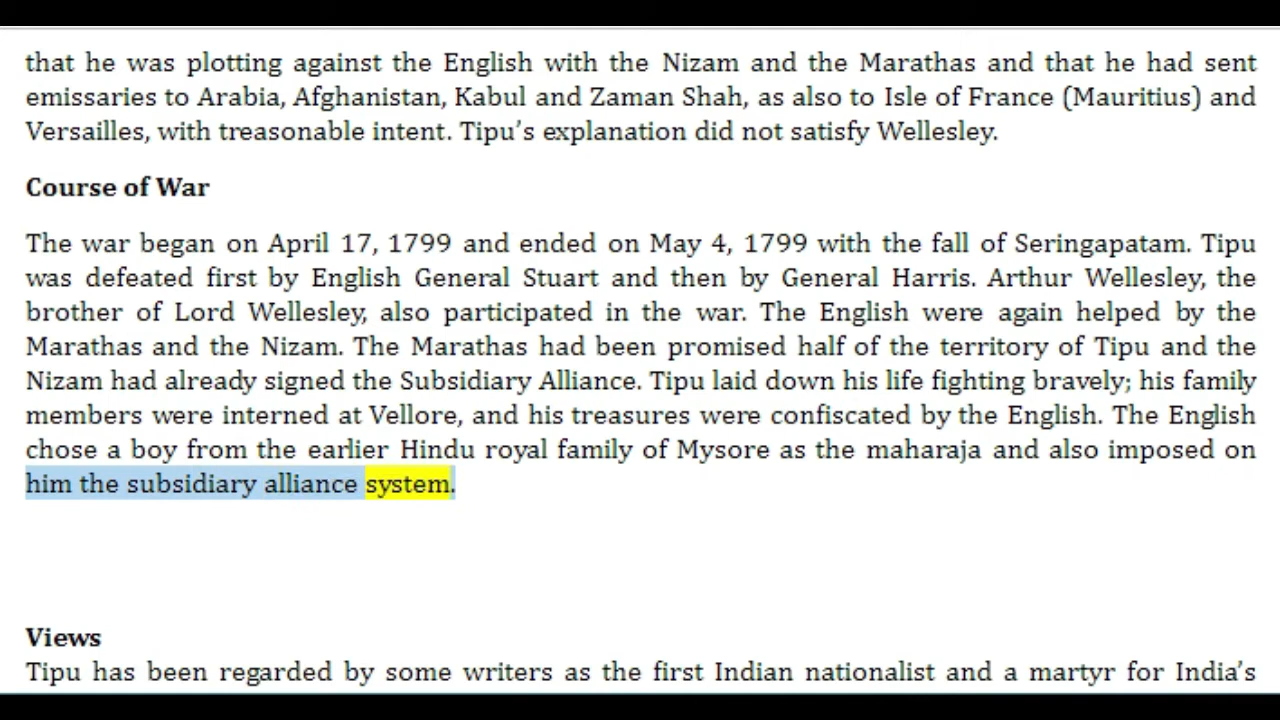 that he was plotting against the English with the Nizam and the Marathas and that he had sent
emissaries to Arabia, Afghanistan, Kabul and Zaman Shah, as also to Isle of France (Mauritius) and
Versailles, with treasonable intent. Tipu’s explanation did not satisfy Wellesley.
Course of War
The war began on April 17, 1799 and ended on May 4, 1799 with the fall of Seringapatam. Tipu
was defeated first by English General Stuart and then by General Harris. Arthur Wellesley, the
brother of Lord Wellesley, also participated in the war. The English were again helped by the
Marathas and the Nizam. The Marathas had been promised half of the territory of Tipu and the
Nizam had already signed the Subsidiary Alliance. Tipu laid down his life fighting bravely; his family
members were interned at Vellore, and his treasures were confiscated by the English. The English
chose a boy from the earlier Hindu royal family of Mysore as the maharaja and also imposed on
him the subsidiary alliance system.
Views
Tipu has been regarded by some writers as the first Indian nationalist and a martyr for India’s